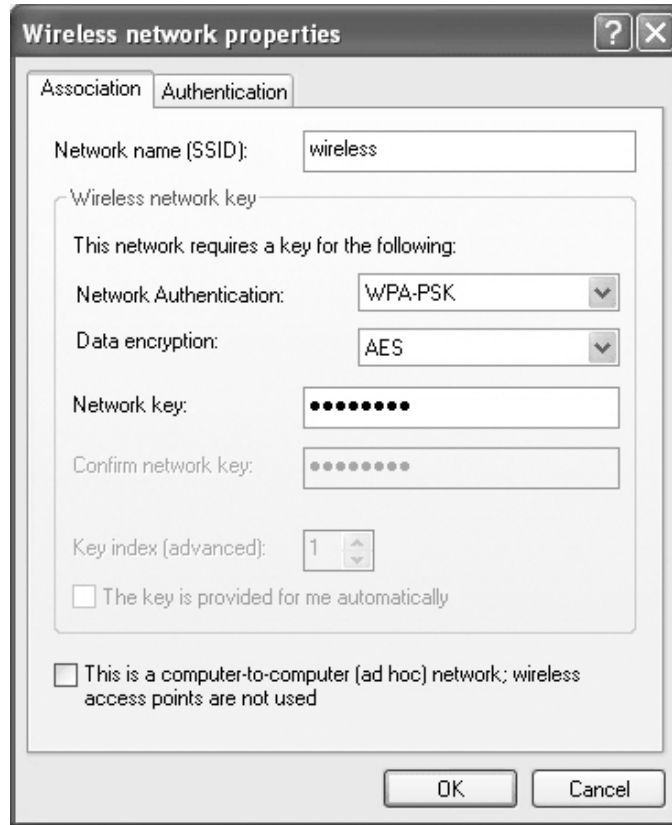 Wireless network properties
Association Authentication
Network name (SSID): wireless
Wireless network key
This network requires a key for the following:
Network Authentication: WPA-PSK
Data encryption: AES
Network key: ●●●●●●●●
Confirm network key: ●●●●●●●●
Key index (advanced): 1
The key is provided for me automatically
This is a computer-to-computer (ad hoc) network; wireless
access points are not used
OK Cancel